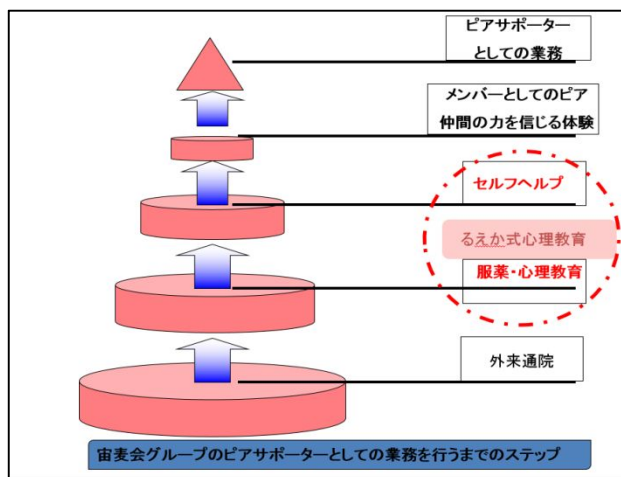 ピアサポーター
としての業務
メンバーとしてのピア
仲間の力を信じる体験
セルフヘルプ
るえか式心理教育
服薬・心理教育
外来通院
宙麦会グループのピアサポーターとしての業務を行うまでのステップ